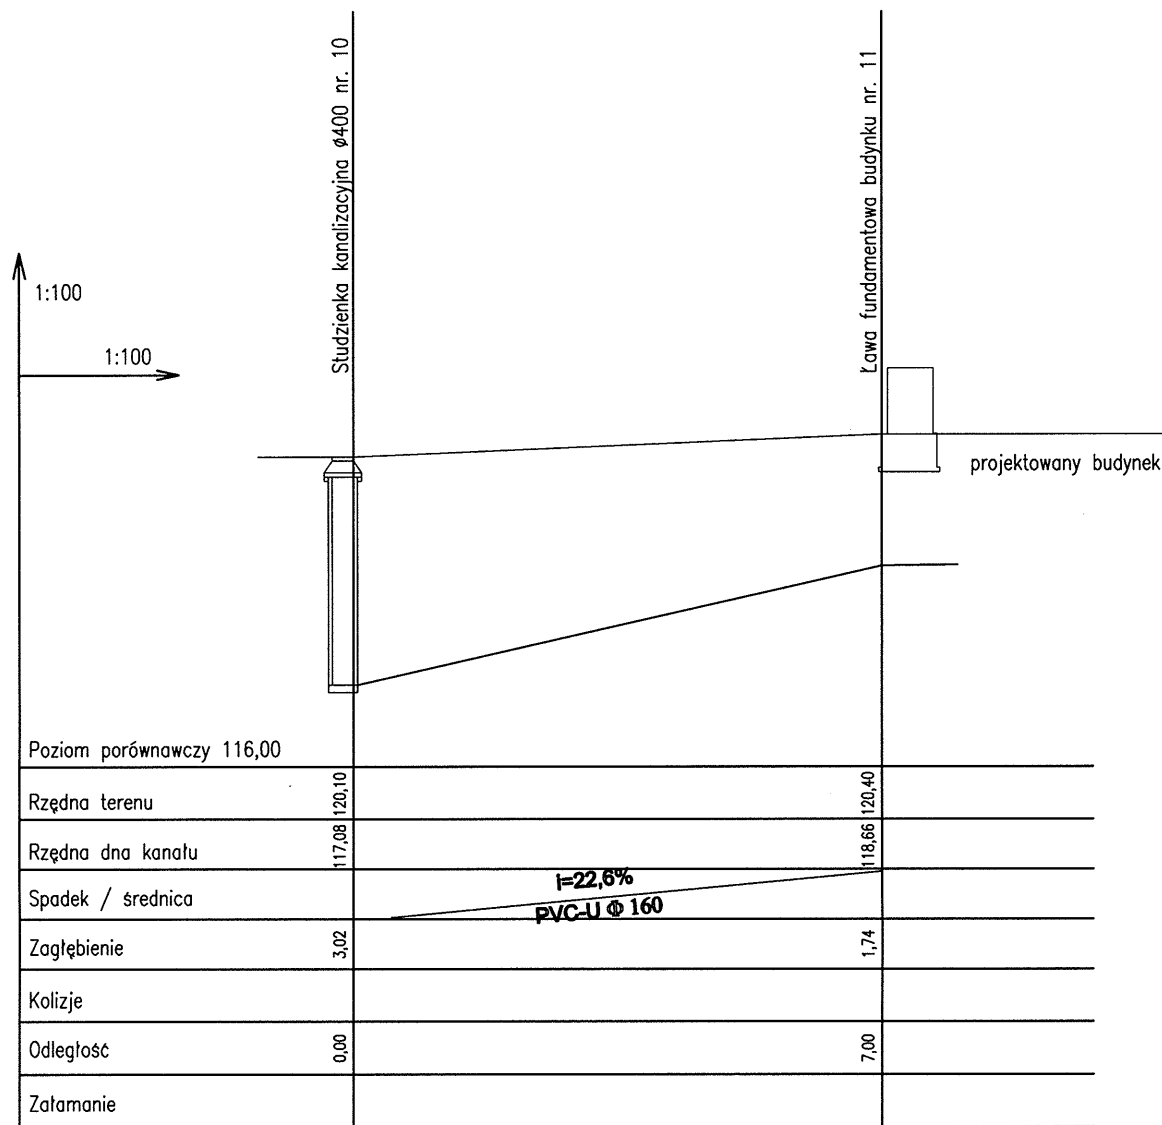 Studzienka kanalizacyjna ø400 nr. 10
Ława fundamentowa budynku nr. 11
1:100
1:100
projektowany budynek
Poziom porównawczy 116,00
Rzędna terenu 120,10 120,40
Rzędna dna kanału 117,08 118,66
Spadek / średnica i=22,6%
PVC-U Φ 160
Zagłębienie 3,02 1,74
Kolizje
Odległość 0,00 7,00
Załamanie